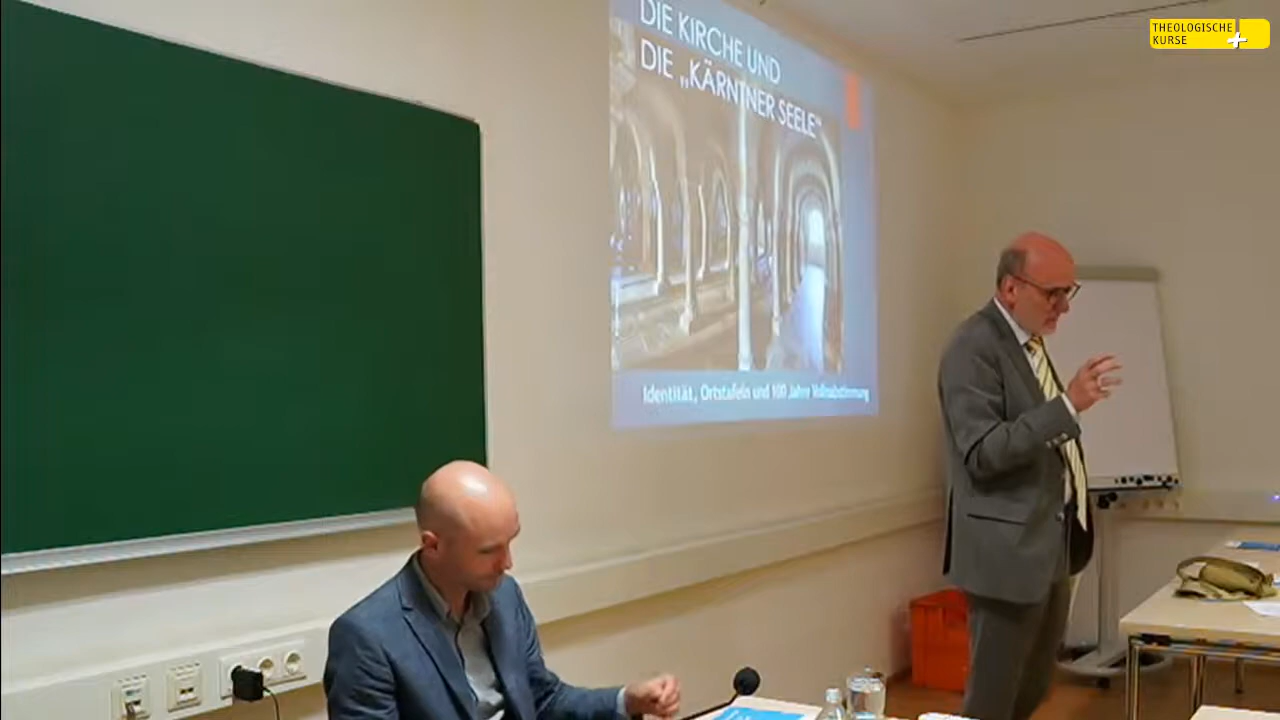 DIE KIRCHE UND
DIE „KÄRNTNER SEELE“
Identität, Ortstafeln und 100 Jahre Volksabstimmung
THEOLOGISCHE
KURSE